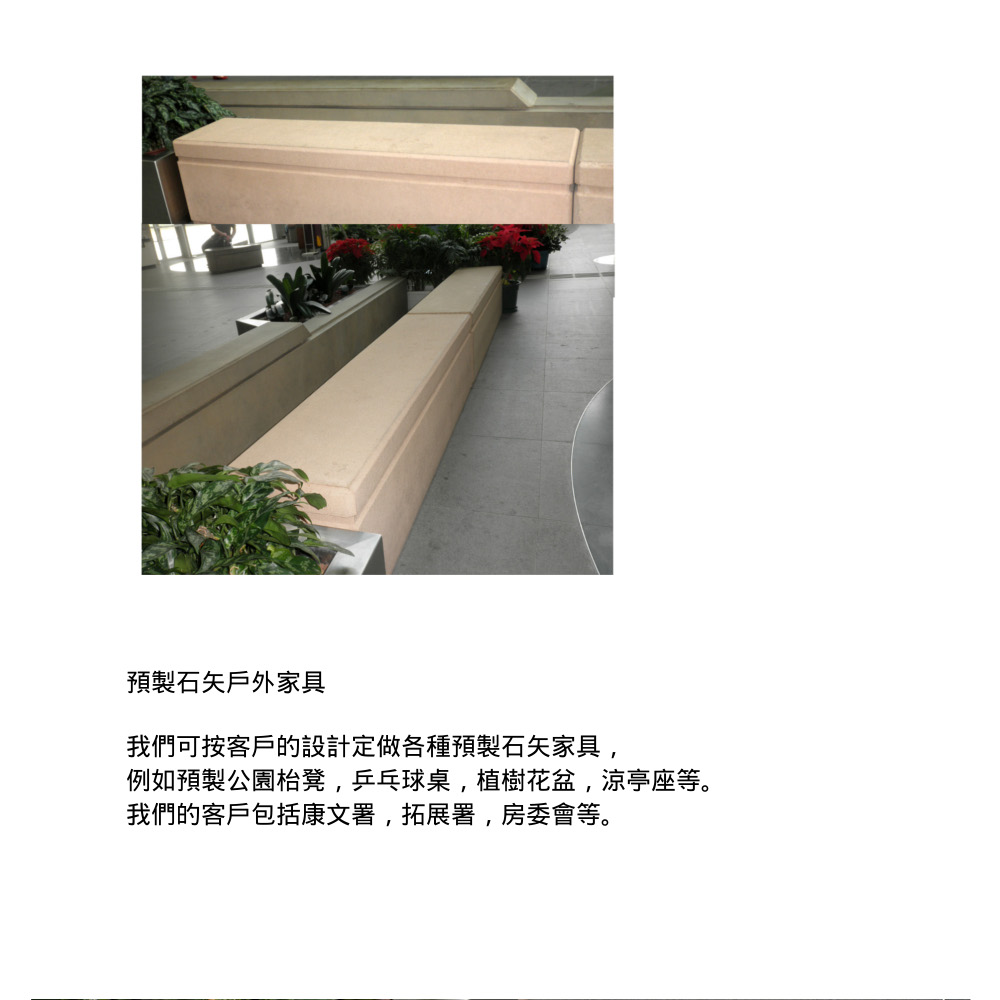 預製石矢戶外家具
我們可按客戶的設計定做各種預製石矢家具，
例如預製公園枱凳，乒乓球桌，植樹花盆，涼亭座等。
我們的客戶包括康文署，拓展署，房委會等。